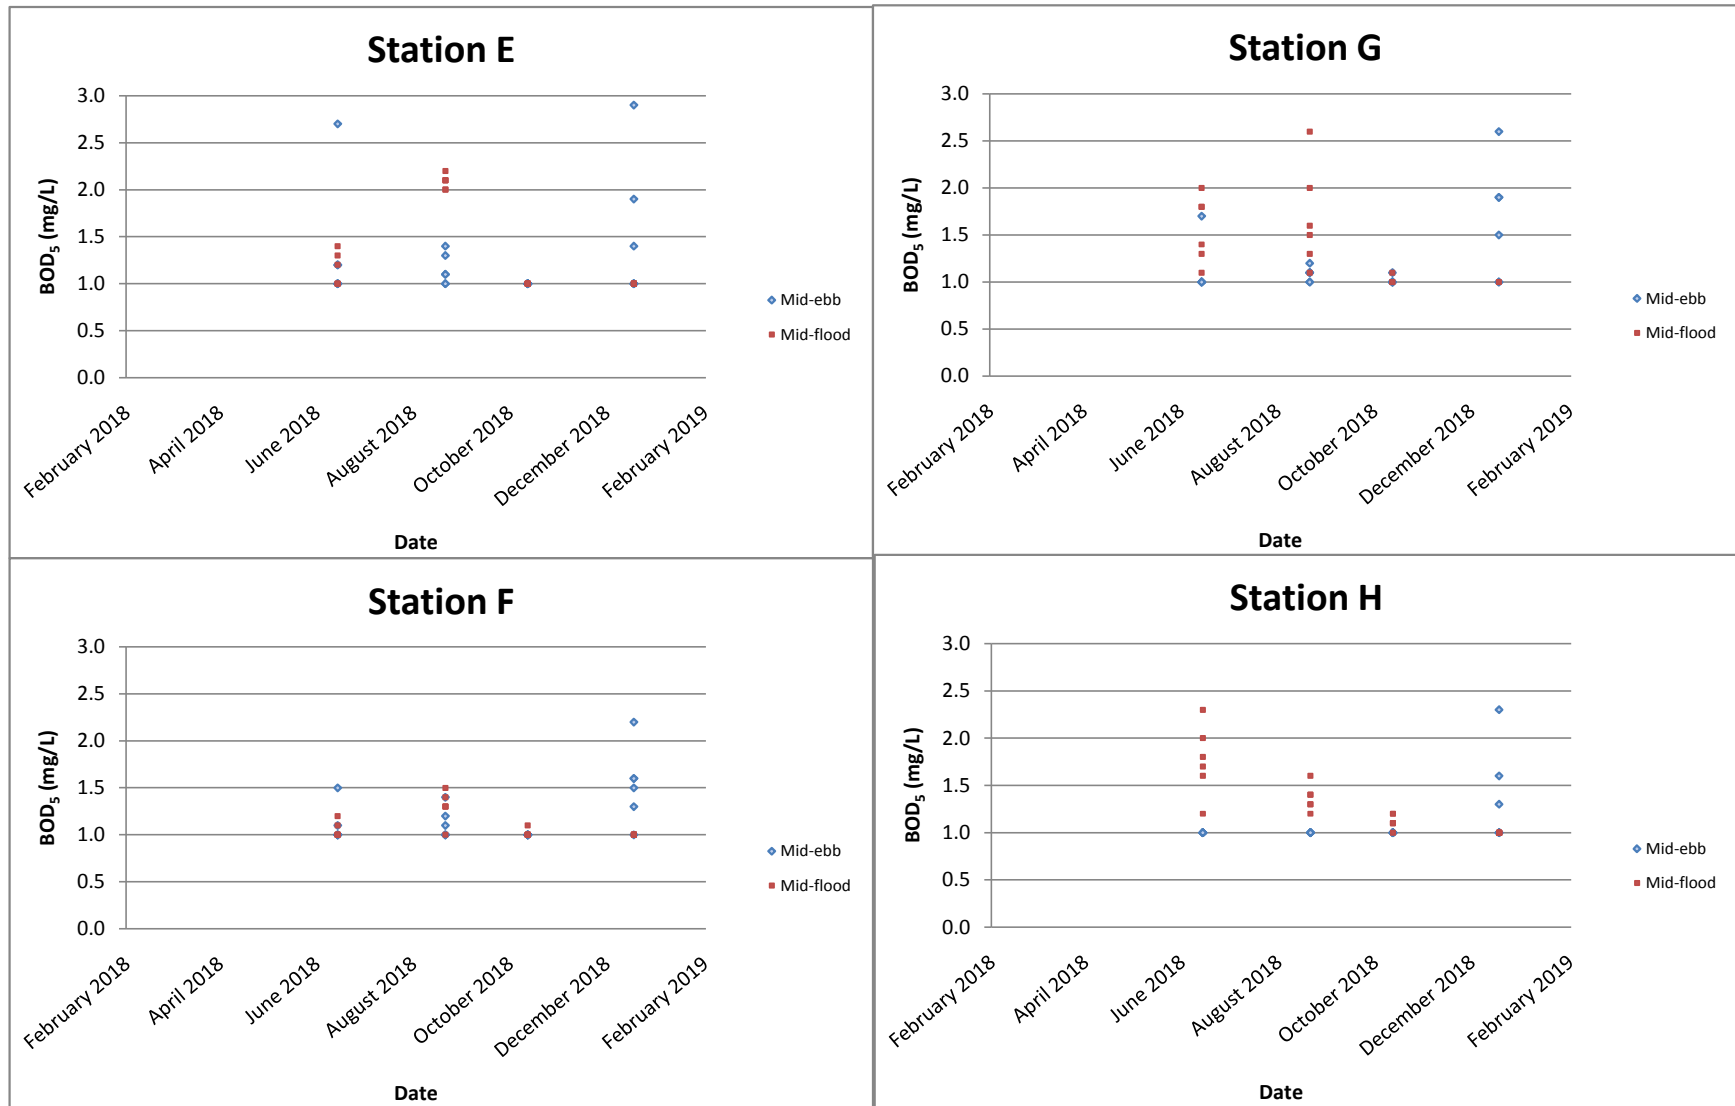 Station E
3.0
2.5
2.0
1.5
1.0
0.5
0.0
BOD5 (mg/L)
February 2018
April 2018
June 2018
August 2018
October 2018
December 2018
February 2019
Date
Mid-ebb
Mid-flood
Station G
3.0
2.5
2.0
1.5
1.0
0.5
0.0
BOD5 (mg/L)
February 2018
April 2018
June 2018
August 2018
October 2018
December 2018
February 2019
Date
Mid-ebb
Mid-flood
Station F
3.0
2.5
2.0
1.5
1.0
0.5
0.0
BOD5 (mg/L)
February 2018
April 2018
June 2018
August 2018
October 2018
December 2018
February 2019
Date
Mid-ebb
Mid-flood
Station H
3.0
2.5
2.0
1.5
1.0
0.5
0.0
BOD5 (mg/L)
February 2018
April 2018
June 2018
August 2018
October 2018
December 2018
February 2019
Date
Mid-ebb
Mid-flood